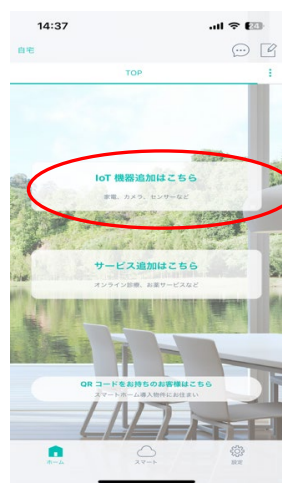 14:37
24
自宅
TOP
IoT 機器追加はこちら
家電、カメラ、センサーなど
サービス追加はこちら
オンライン診療、お薬サービスなど
QR コードをお持ちのお客様はこちら
スマートホーム導入物件にお住まい
ホーム
スマート
設定